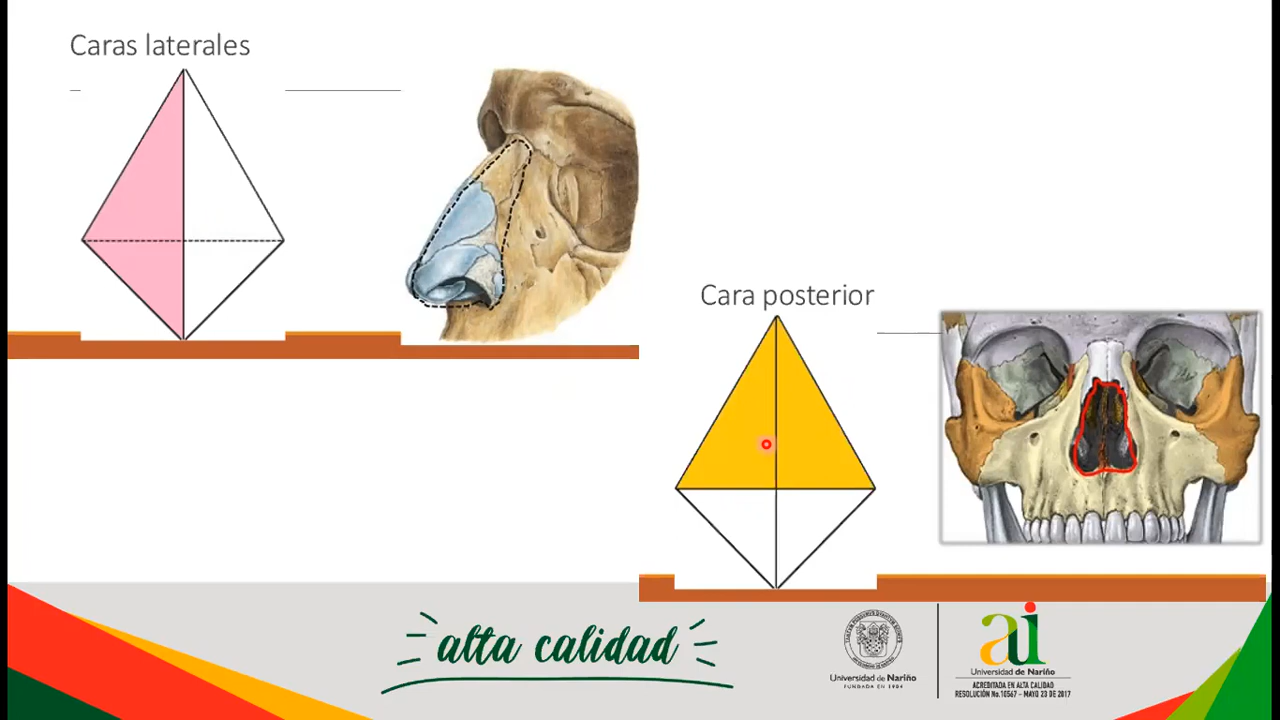 Caras laterales
Cara posterior
alta calidad
Universidad de Nariño
FUNDADA EN 1904
aui
Universidad de Nariño
ACREDITADA EN ALTA CALIDAD
RESOLUCIÓN No.10567 - MAYO 23 DE 2017